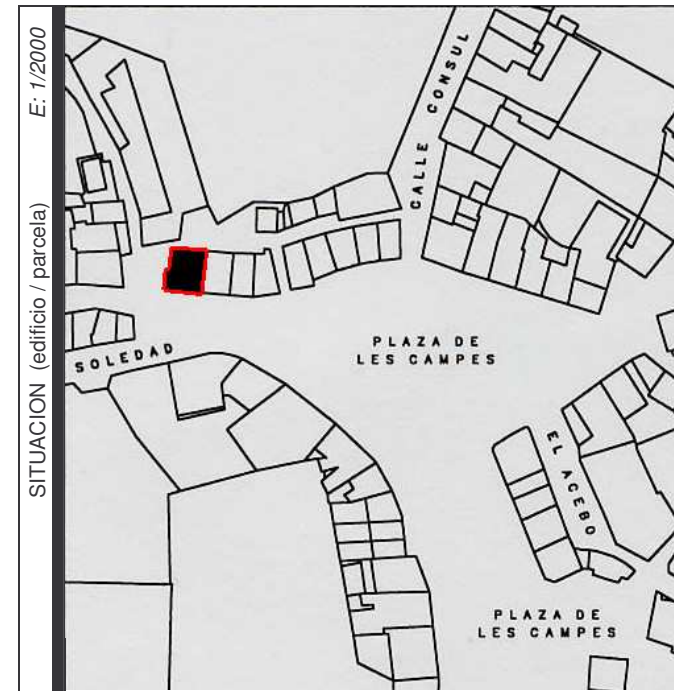 SITUACION (edificio / parcela) E: 1/2000
CALLE CONSUL
PLAZA DE
LES CAMPES
SOLEDAD
EL ACEBO
PLAZA DE
LES CAMPES